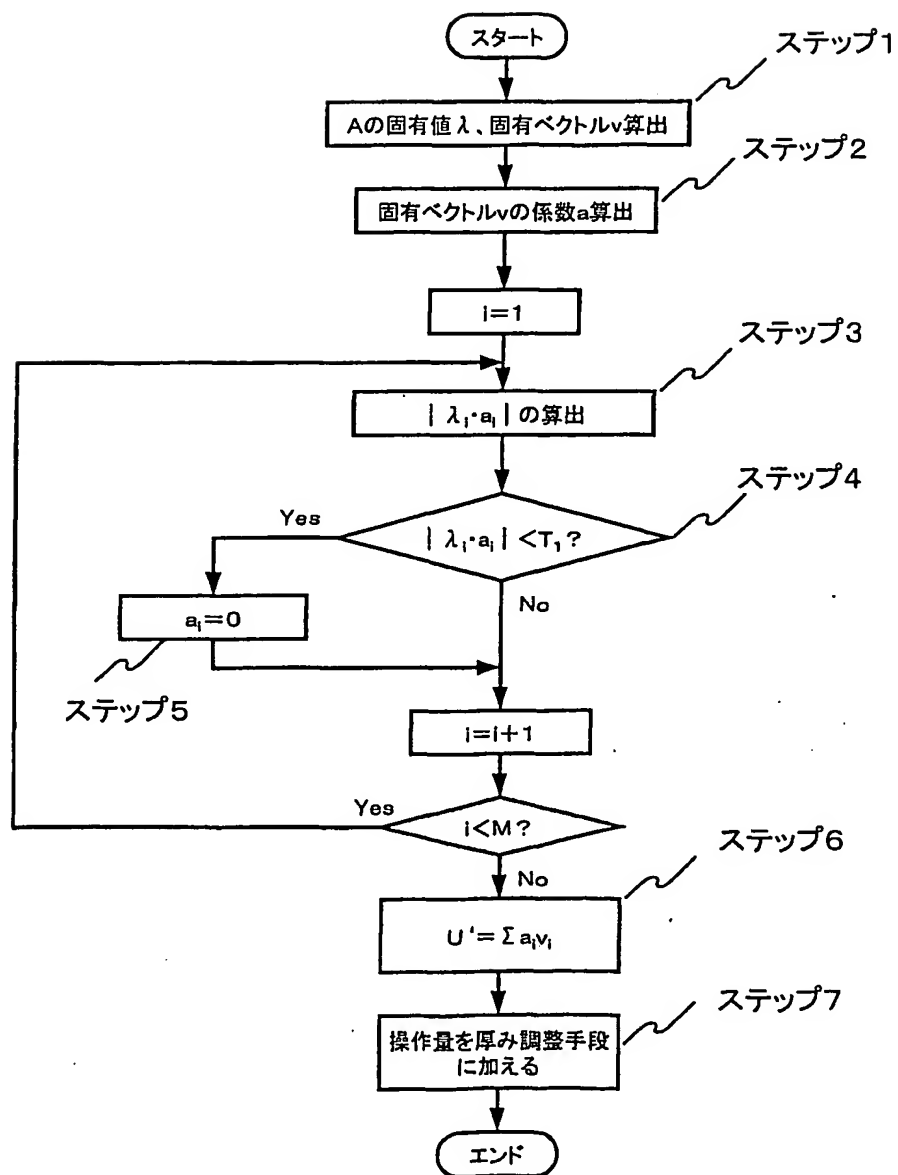 スタート
ステップ1
Aの固有値λ、固有ベクトルv算出
ステップ2
固有ベクトルvの係数a算出
i=1
ステップ3
|λi・ai|の算出
ステップ4
Yes
|λi・ai|<T1?
No
ai=0
ステップ5
i=i+1
Yes
i<M?
ステップ6
No
U'=Σaivi
ステップ7
操作量を厚み調整手段
に加える
エンド